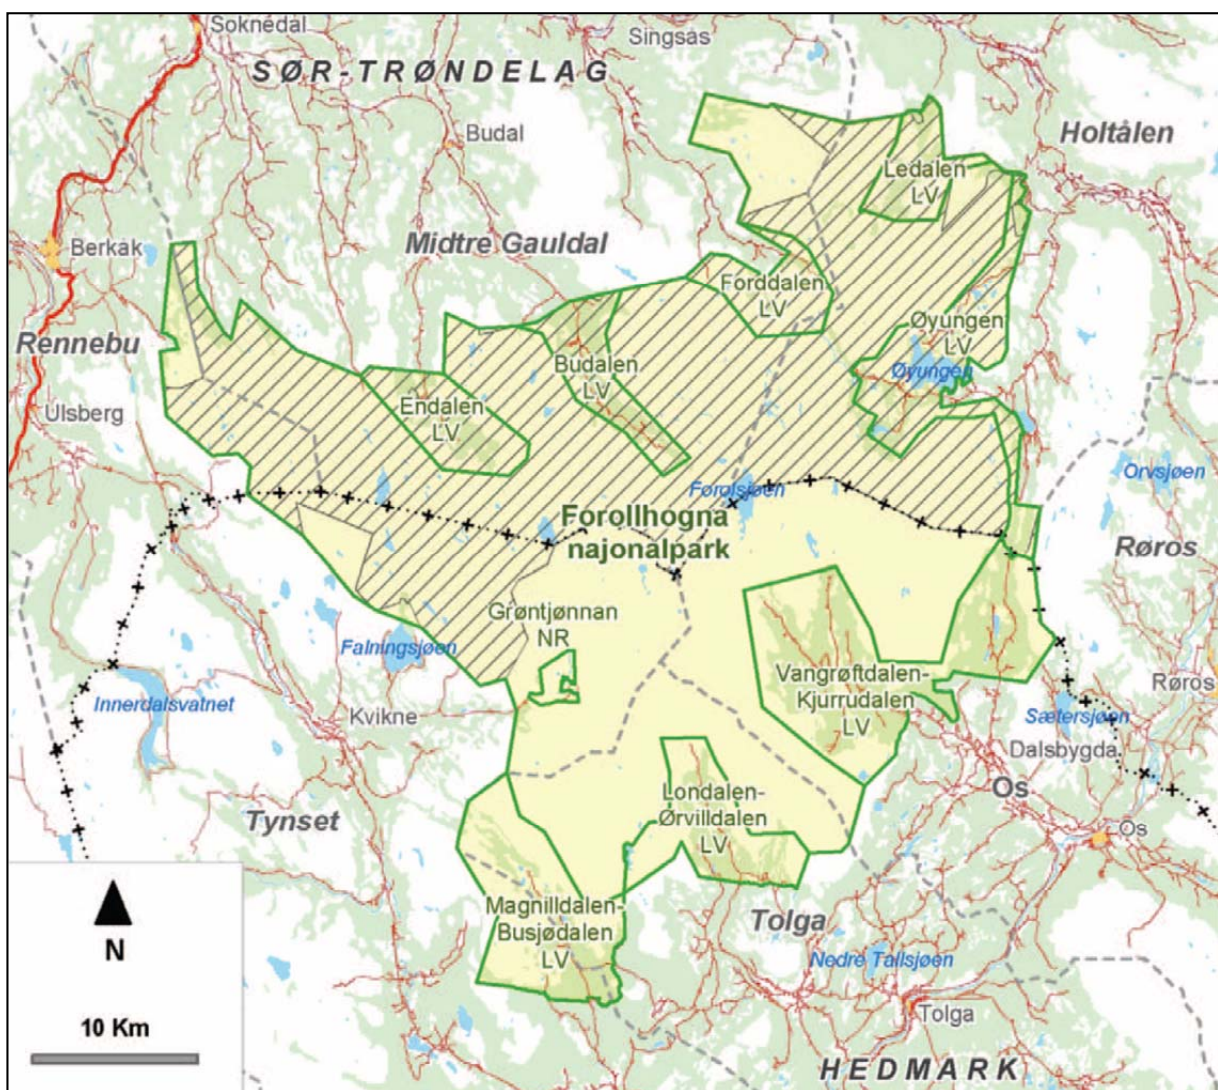 Soknedal
Singsås
SØR-TRØNDELAG
Budal
Holtålen
Ledalen
LV
Berkåk
Midtre Gauldal
Forddalen
LV
Rennebu
Øyungen
LV
Budalen
LV
Øyungen
Endalen
LV
Ulsberg
Orvsjøen
Forolsjøen
Forollhogna
najonalpark
Røros
Grøntjønnan
NR
Falningsjøen
Vangrøftdalen-
Kjurrudalen
LV
Røros
Innerdalsvatnet
Kvikne
Sætersjøen
Dalsbygda
Londalen-
Ørvilldalen
LV
Os
Tynset
Os
Magnilldalen-
Busjødalen
LV
Tolga
N
Nedre Tallsjøen
Tolga
10 Km
HEDMARK